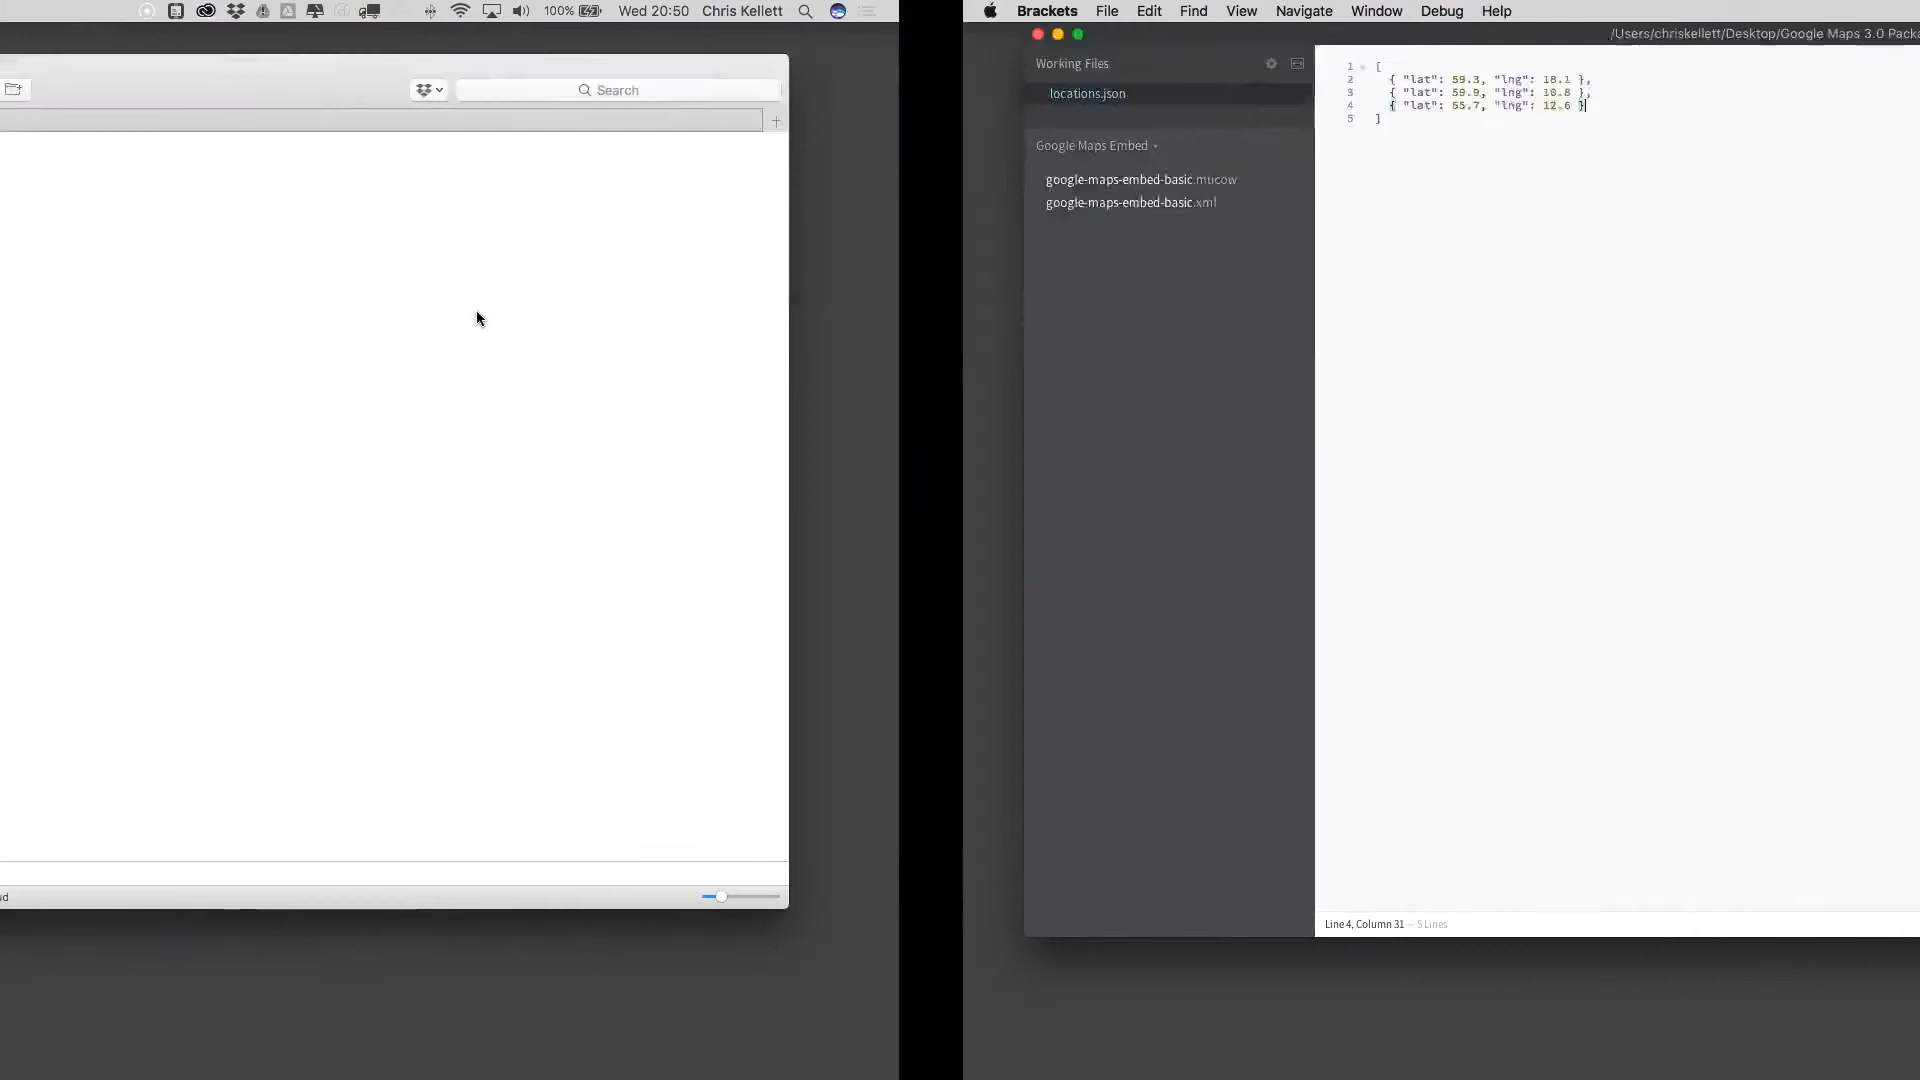 100% Wed 20:50 Chris Kellett
Search
Brackets File Edit Find View Navigate Window Debug Help
/Users/chriskellett/Desktop/Google Maps 3.0 Packa
Working Files
locations.json
Google Maps Embed
google-maps-embed-basic.mucow
google-maps-embed-basic.xml
1 [
2 { "lat": 59.3, "lng": 18.1 },
3 { "lat": 59.9, "lng": 10.8 },
4 { "lat": 55.7, "lng": 12.6 }
5 ]
ud
Line 4, Column 31 — 5 Lines